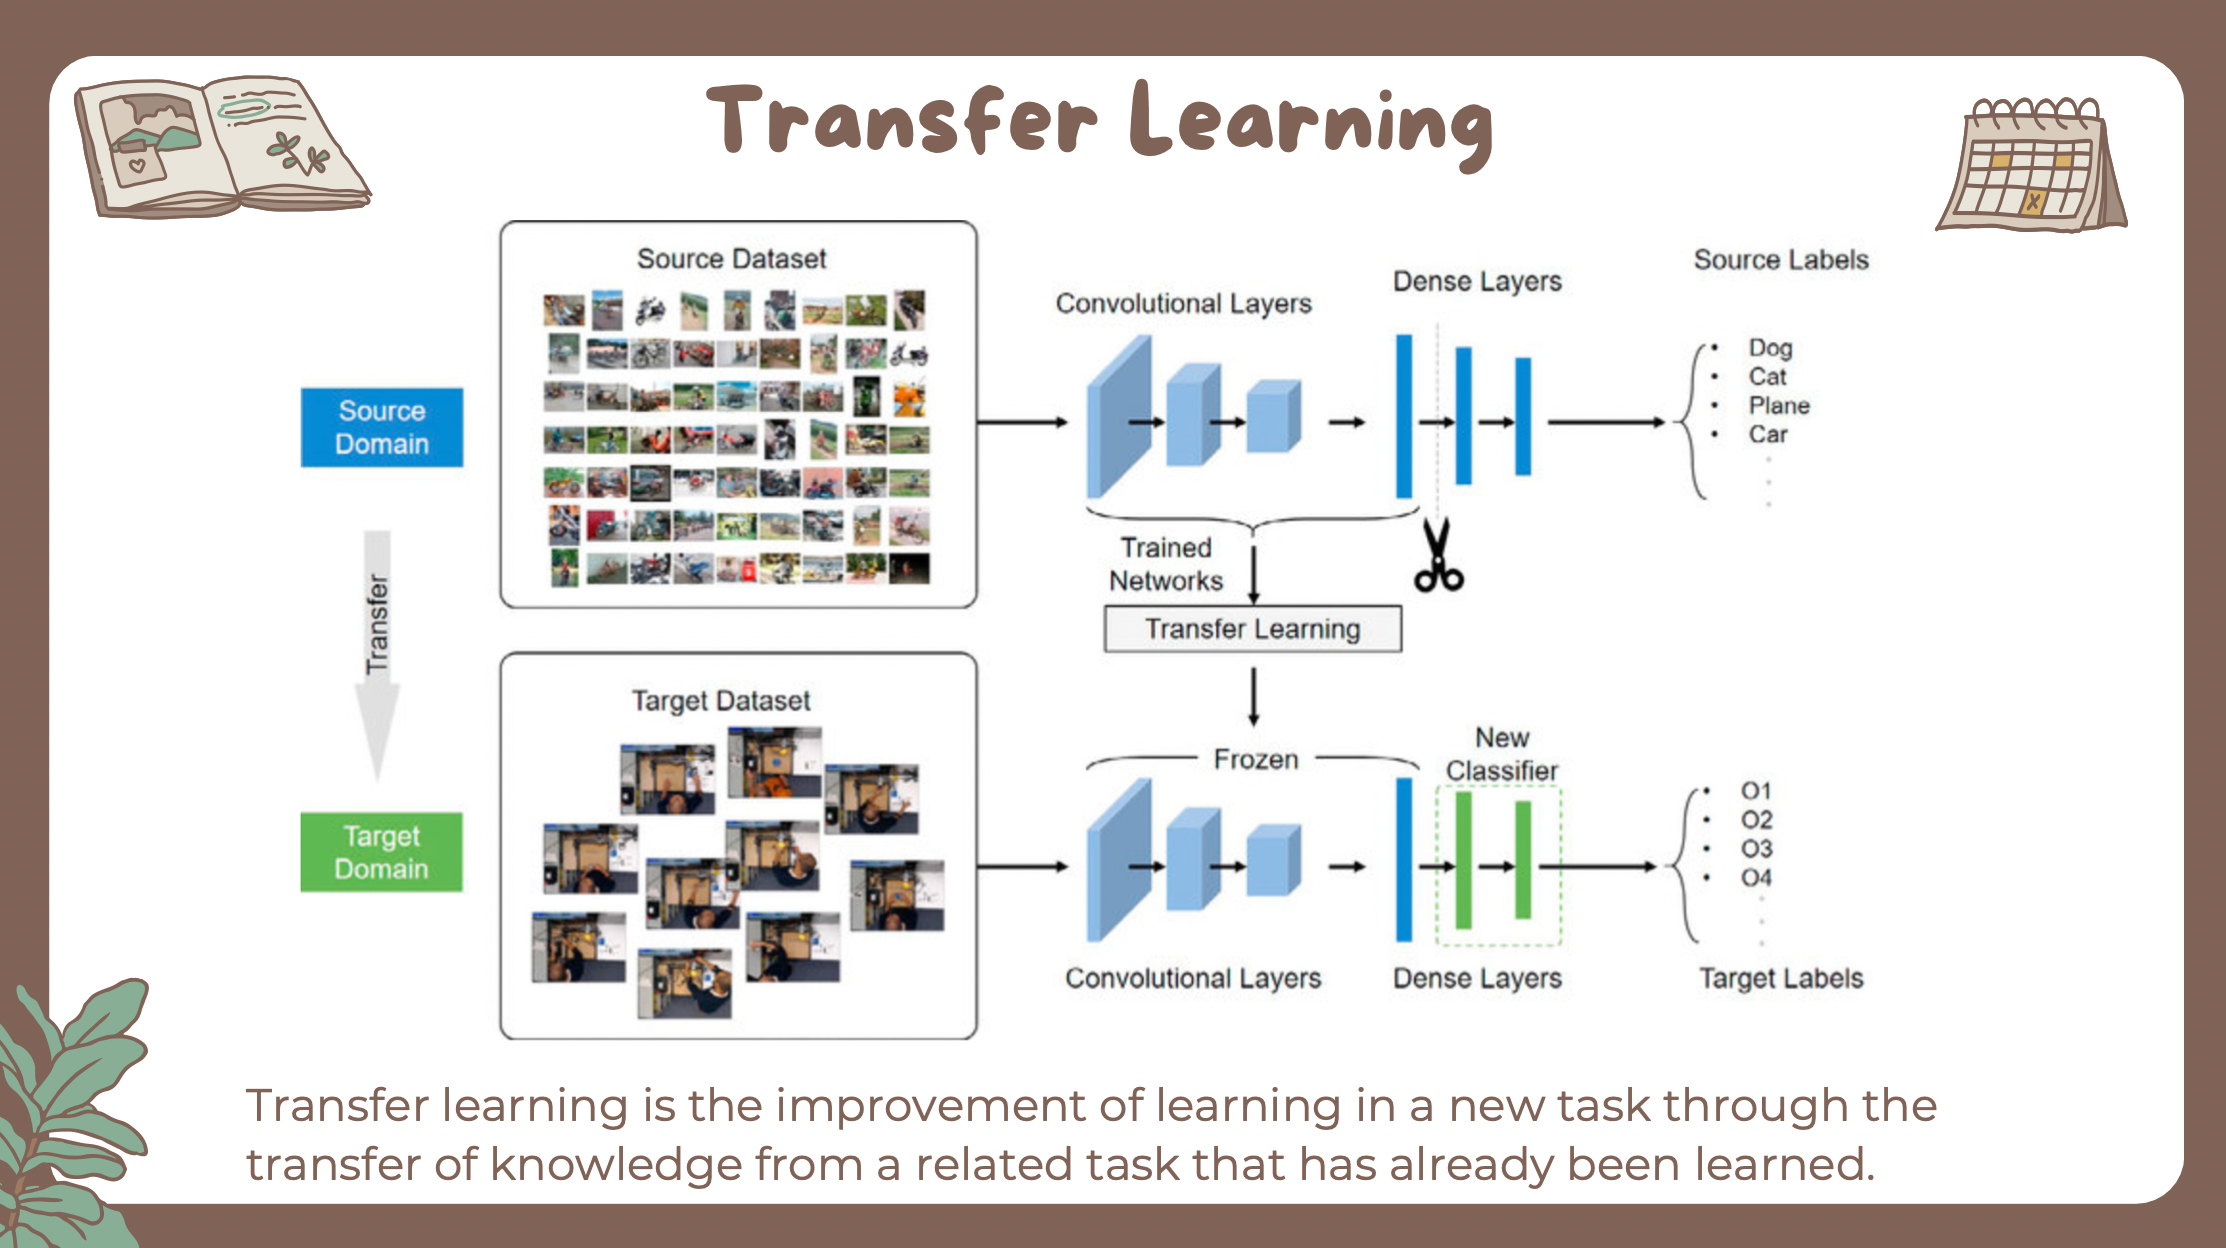 Transfer Learning
Source Dataset
Source Labels
Dense Layers
Convolutional Layers
Source
Domain
• Dog
• Cat
• Plane
• Car
Trained
Networks
Transfer Learning
Transfer
Target Dataset
Frozen
New
Classifier
Target
Domain
• O1
• O2
• O3
• O4
Convolutional Layers
Dense Layers
Target Labels
Transfer learning is the improvement of learning in a new task through the
transfer of knowledge from a related task that has already been learned.